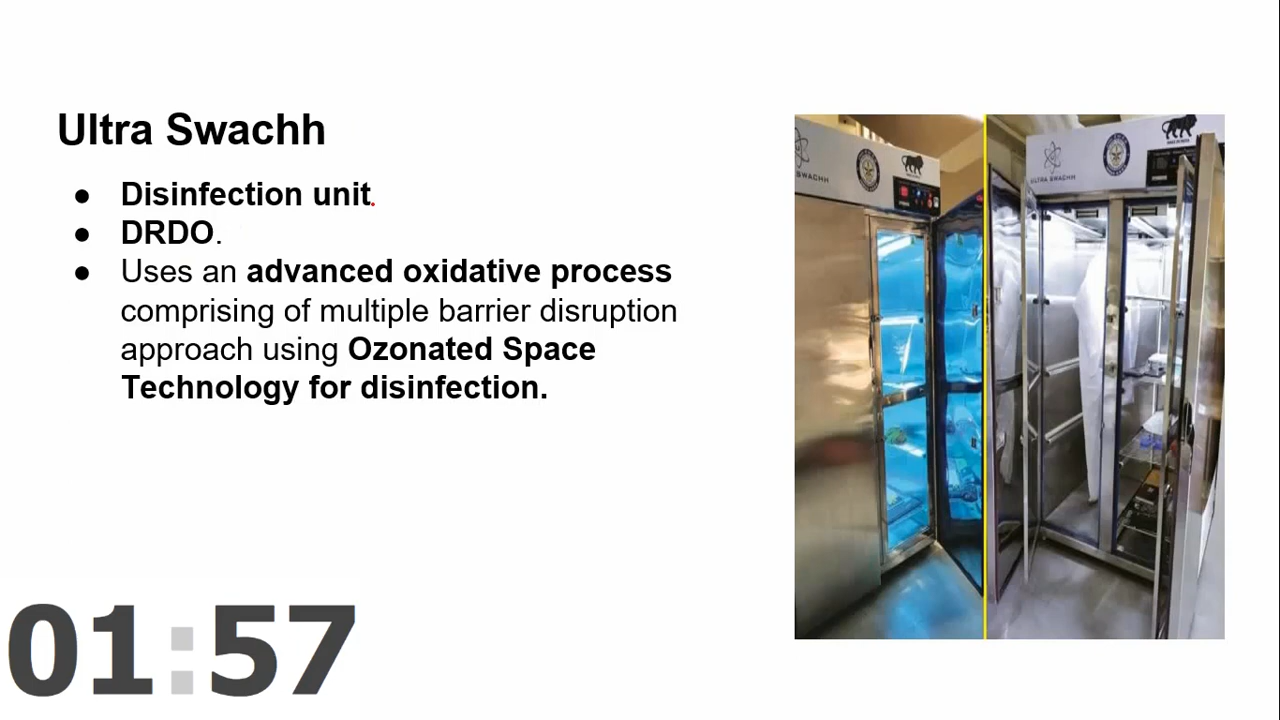 Ultra Swachh
● Disinfection unit.
● DRDO.
● Uses an advanced oxidative process
comprising of multiple barrier disruption
approach using Ozonated Space
Technology for disinfection.
SWACHH
ULTRA SWACHH
01:57